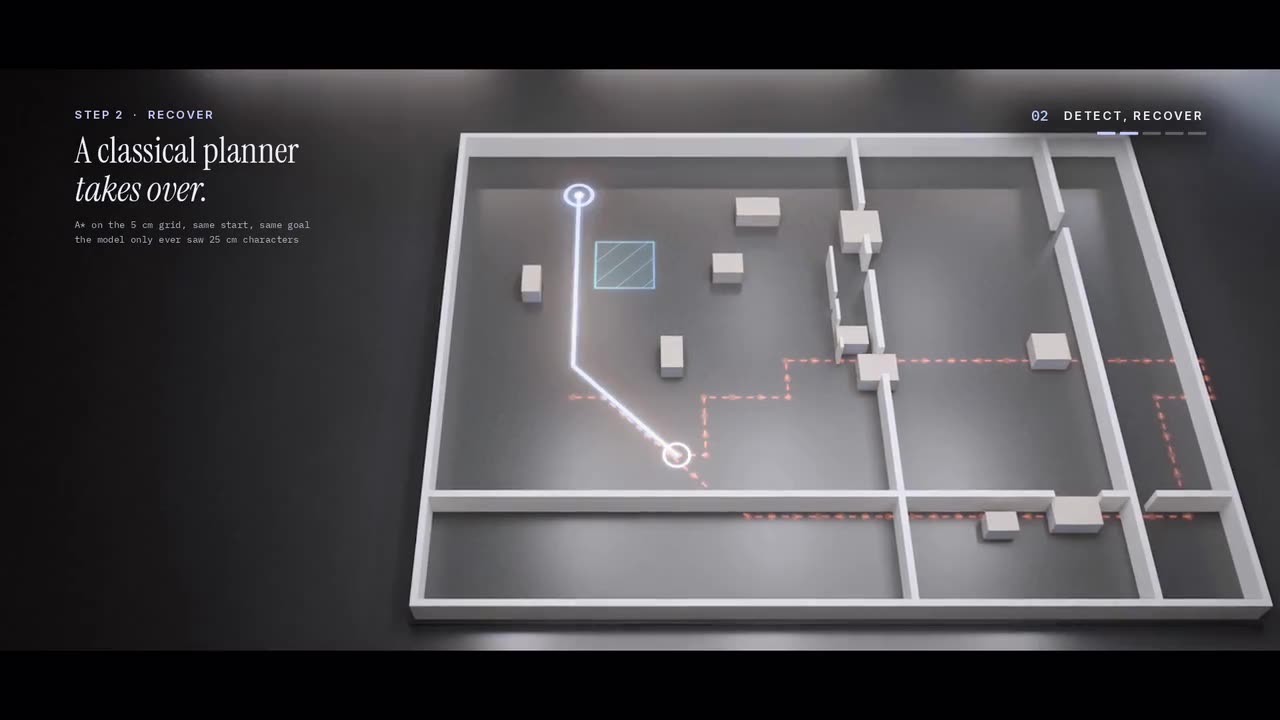 STEP 2 · RECOVER
A classical planner
takes over.
A* on the 5 cm grid, same start, same goal
the model only ever saw 25 cm characters
02 DETECT, RECOVER